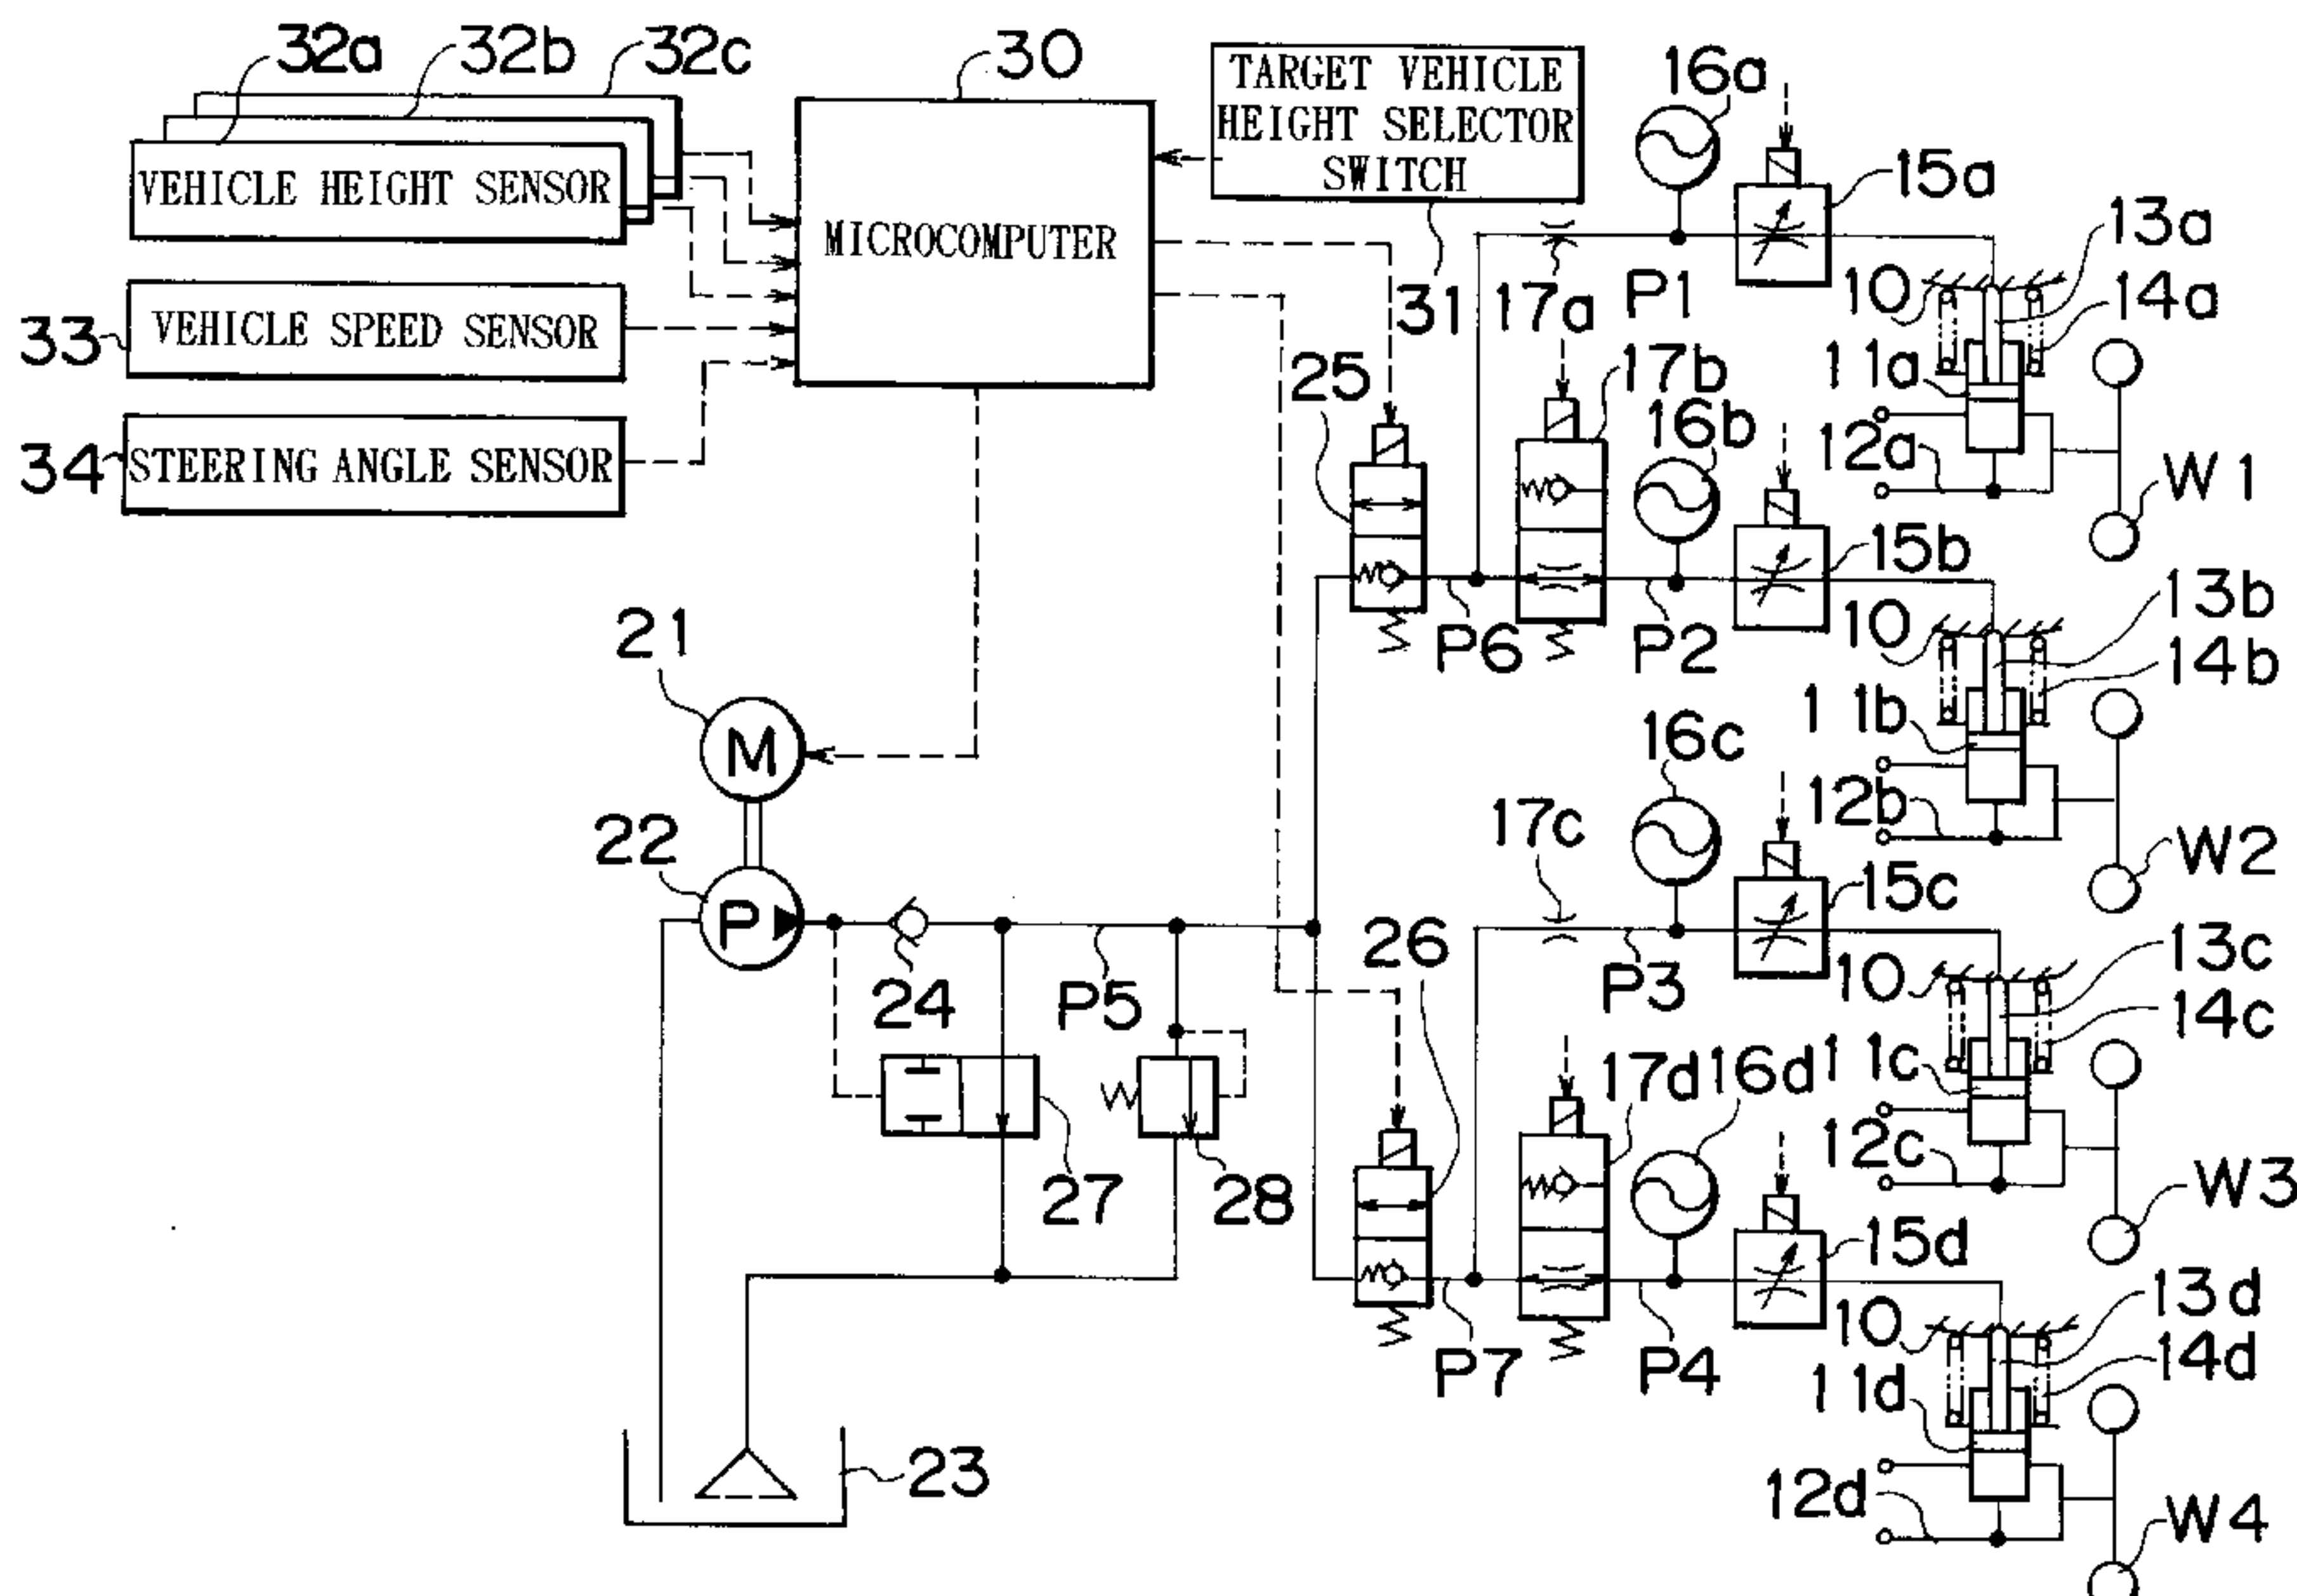 32a
32b
32c
30
TARGET VEHICLE
HEIGHT SELECTOR
SWITCH
16a
VEHICLE HEIGHT SENSOR
MICROCOMPUTER
15a
13a
31
17a
P1
10
14a
33
VEHICLE SPEED SENSOR
25
17b
11a
16b
12a
34
STEERING ANGLE SENSOR
W1
15b
13b
21
P6
P2
10
14b
M
16c
11b
12b
22
17c
W2
P
15c
26
13c
24
P5
P3
10
14c
17d
16d
11c
12c
27
28
W3
15d
13d
P7
P4
10
14d
11d
23
12d
W4